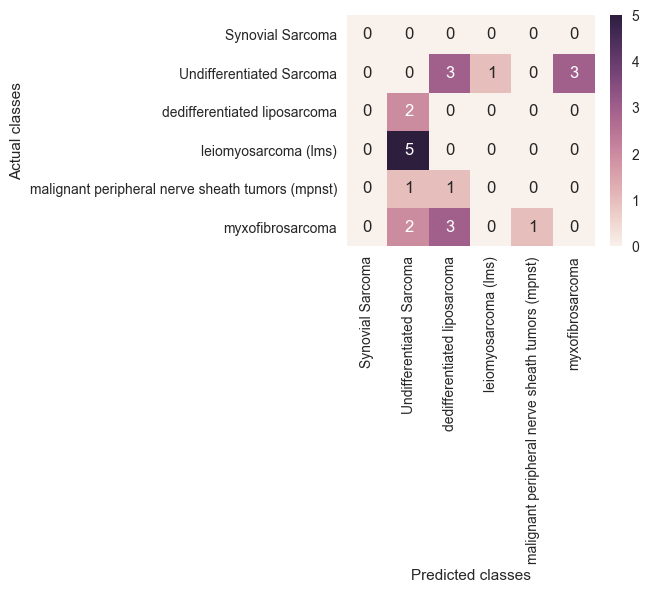 Actual classes
Synovial Sarcoma 0 0 0 0 0 0
Undifferentiated Sarcoma 0 0 3 1 0 3
dedifferentiated liposarcoma 0 2 0 0 0 0
leiomyosarcoma (lms) 0 5 0 0 0 0
malignant peripheral nerve sheath tumors (mpnst) 0 1 1 0 0 0
myxofibrosarcoma 0 2 3 0 1 0
Synovial Sarcoma
Undifferentiated Sarcoma
dedifferentiated liposarcoma
leiomyosarcoma (lms)
malignant peripheral nerve sheath tumors (mpnst)
myxofibrosarcoma
Predicted classes
5
4
3
2
1
0